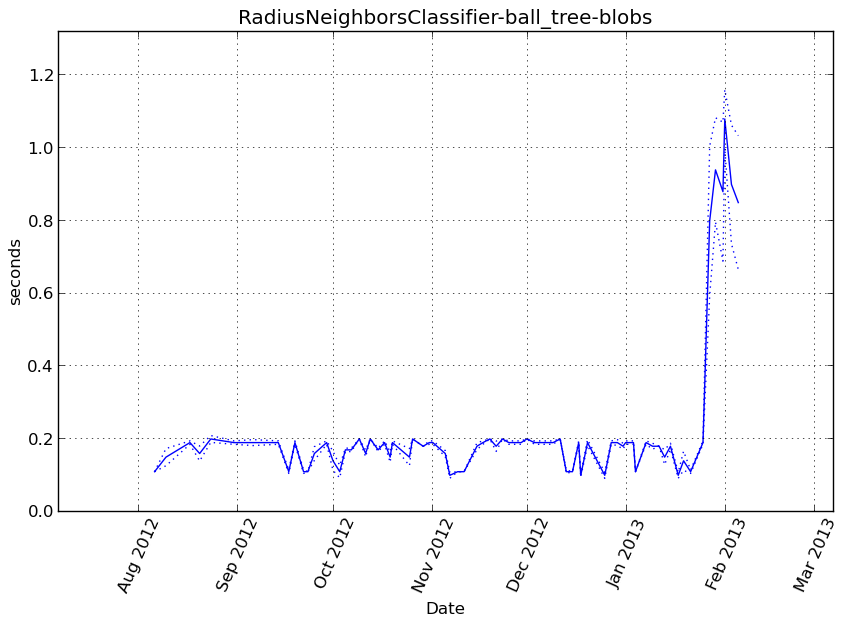 RadiusNeighborsClassifier-ball_tree-blobs
1.2
1.0
0.8
0.6
0.4
0.2
0.0
seconds
Aug 2012
Sep 2012
Oct 2012
Nov 2012
Dec 2012
Jan 2013
Feb 2013
Mar 2013
Date